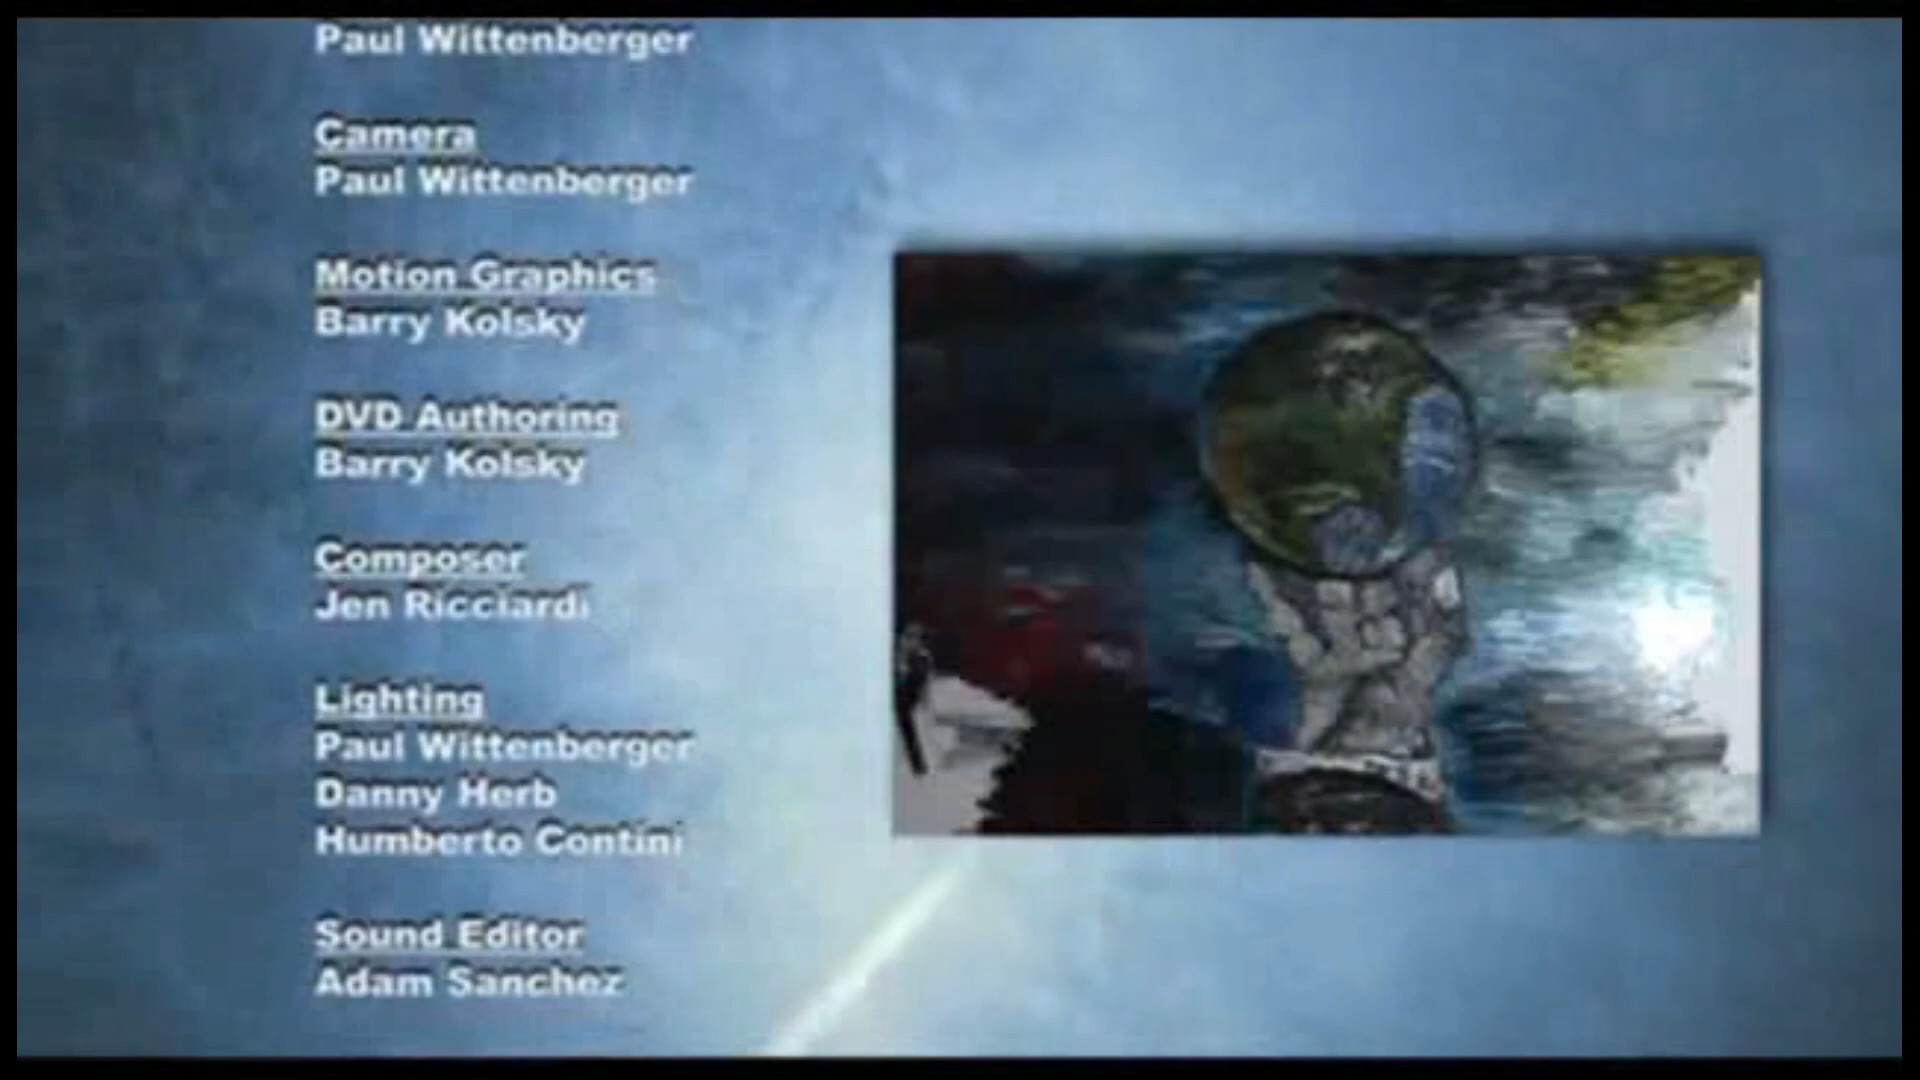 Paul Wittenberger
Camera
Paul Wittenberger
Motion Graphics
Barry Kolsky
DVD Authoring
Barry Kolsky
Composer
Jen Ricciardi
Lighting
Paul Wittenberger
Danny Herb
Humberto Contini
Sound Editor
Adam Sanchez